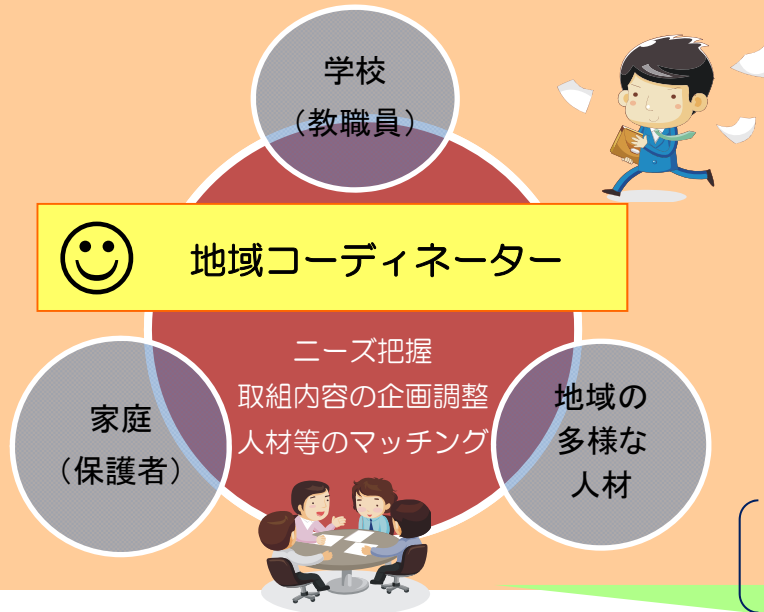 学校
（教職員）
地域コーディネーター
ニーズ把握
取組内容の企画調整
人材等のマッチング
家庭
（保護者）
地域の
多様な
人材